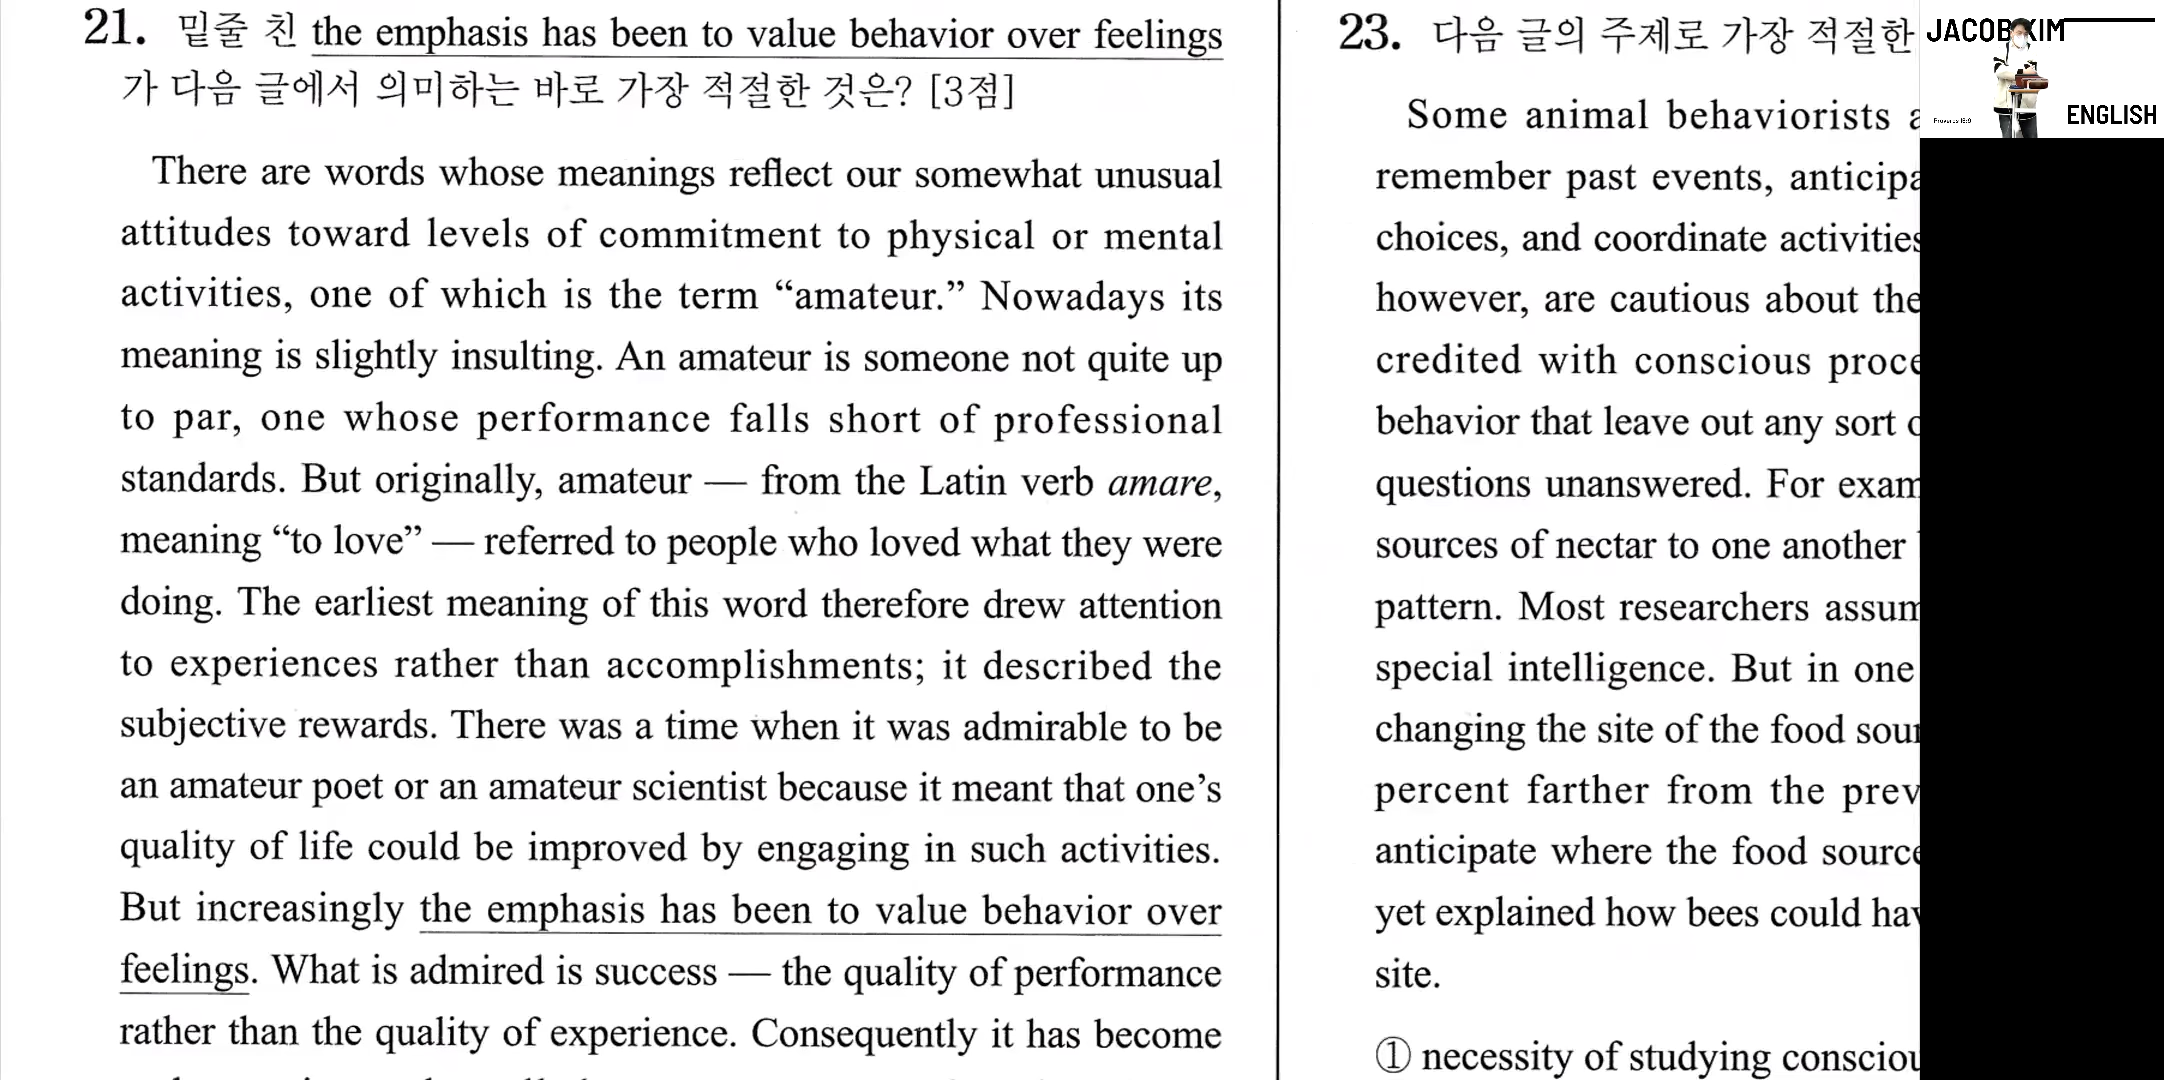 21. 밑줄 친 the emphasis has been to value behavior over feelings
가 다음 글에서 의미하는 바로 가장 적절한 것은? [3점]
There are words whose meanings reflect our somewhat unusual
attitudes toward levels of commitment to physical or mental
activities, one of which is the term “amateur.” Nowadays its
meaning is slightly insulting. An amateur is someone not quite up
to par, one whose performance falls short of professional
standards. But originally, amateur — from the Latin verb amare,
meaning “to love” — referred to people who loved what they were
doing. The earliest meaning of this word therefore drew attention
to experiences rather than accomplishments; it described the
subjective rewards. There was a time when it was admirable to be
an amateur poet or an amateur scientist because it meant that one’s
quality of life could be improved by engaging in such activities.
But increasingly the emphasis has been to value behavior over
feelings. What is admired is success — the quality of performance
rather than the quality of experience. Consequently it has become
23. 다음 글의 주제로 가장 적절한
Some animal behaviorists
remember past events,
choices, and coordinate activities
however, are cautious about the
credited with conscious
behavior that leave out any sort
questions unanswered. For
sources of nectar to one another
pattern. Most researchers
special intelligence. But in one
changing the site of the food
percent farther from the
anticipate where the food source
yet explained how bees could
site.
① necessity of studying
JACOB KIM
ENGLISH